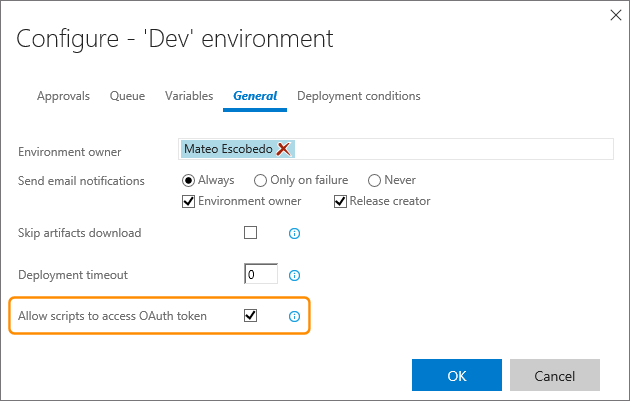 Configure - 'Dev' environment
Approvals Queue Variables General Deployment conditions
Environment owner Mateo Escobedo
Send email notifications Always Only on failure Never
Environment owner Release creator
Skip artifacts download
Deployment timeout 0
Allow scripts to access OAuth token
OK Cancel